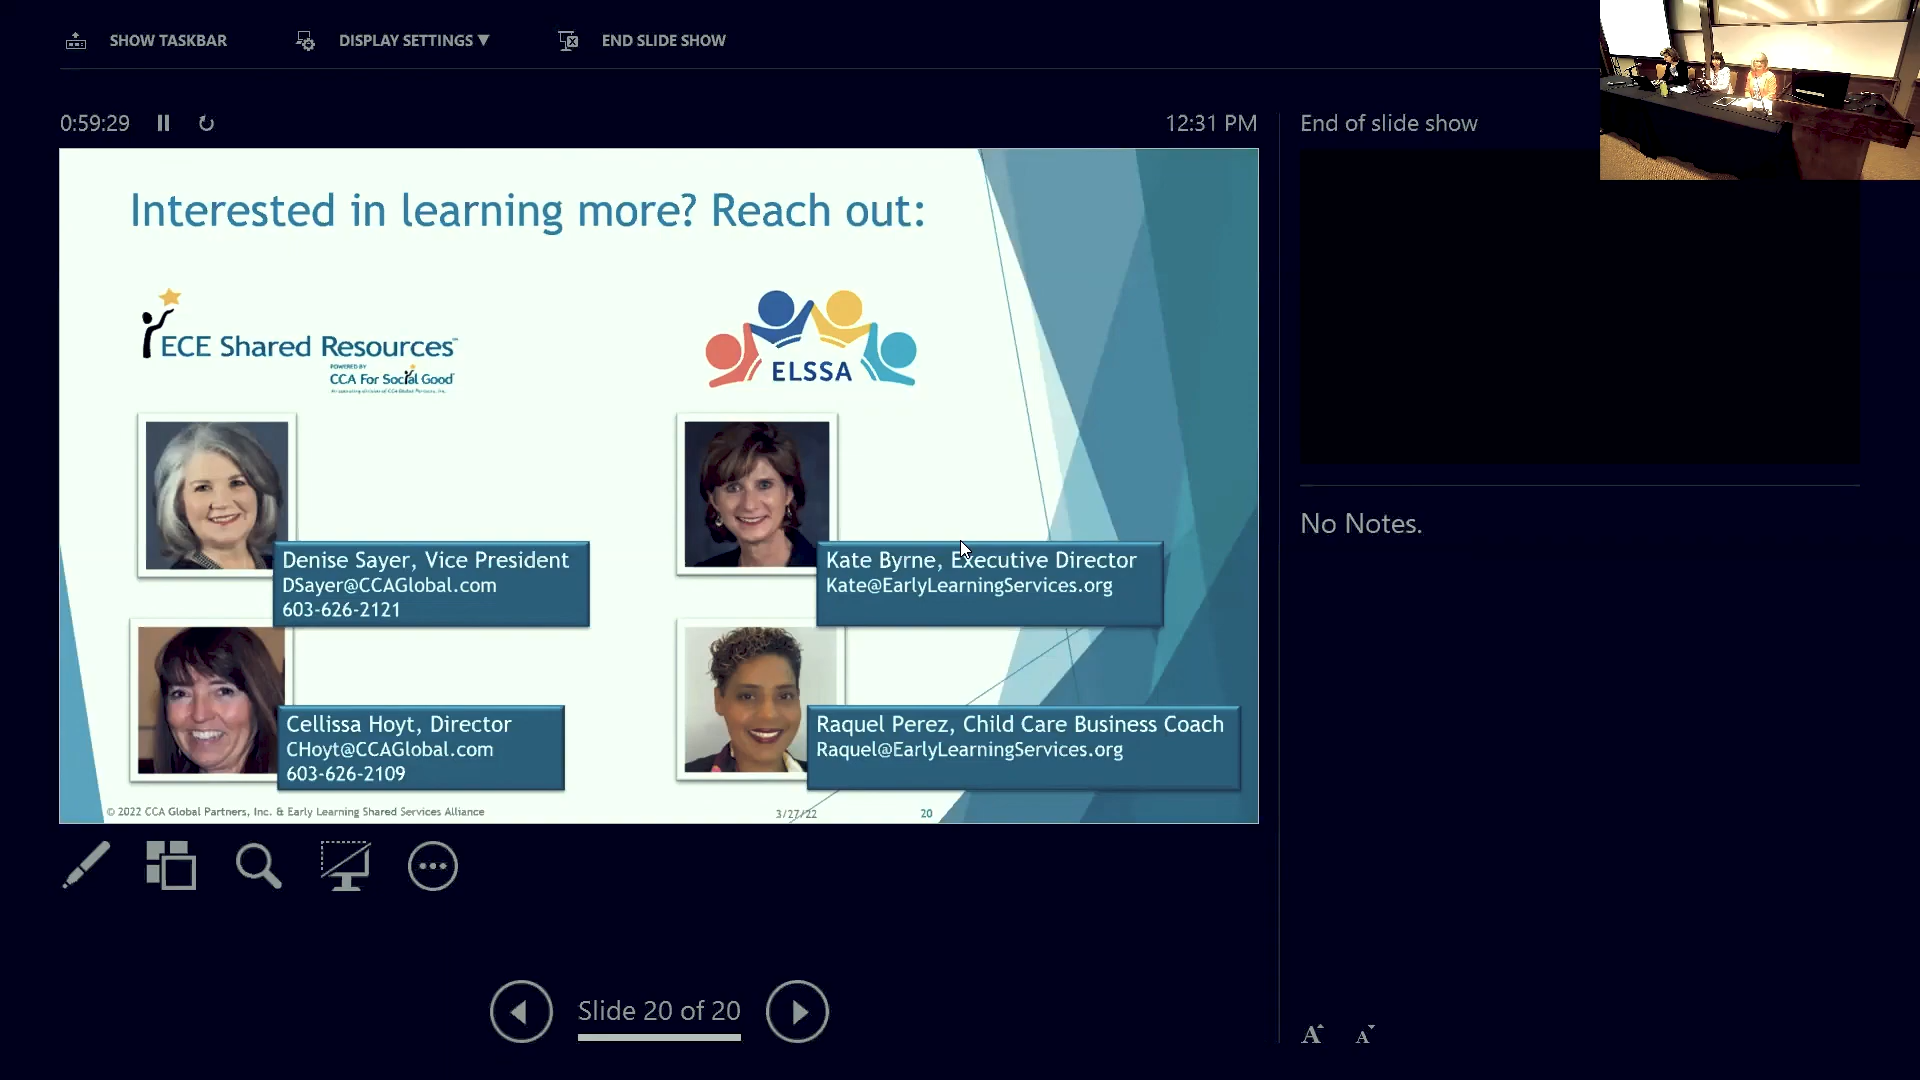 SHOW TASKBAR
DISPLAY SETTINGS ▼
END SLIDE SHOW
0:59:29
12:31 PM
End of slide show
Interested in learning more? Reach out:
ECE Shared Resources™
POWERED BY
CCA For Social Good
ELSSA
Denise Sayer, Vice President
DSayer@CCAGlobal.com
603-626-2121
Kate Byrne, Executive Director
Kate@EarlyLearningServices.org
Cellissa Hoyt, Director
CHoyt@CCAGlobal.com
603-626-2109
Raquel Perez, Child Care Business Coach
Raquel@EarlyLearningServices.org
© 2022 CCA Global Partners, Inc. & Early Learning Shared Services Alliance
3/27/22
20
No Notes.
Slide 20 of 20
A A